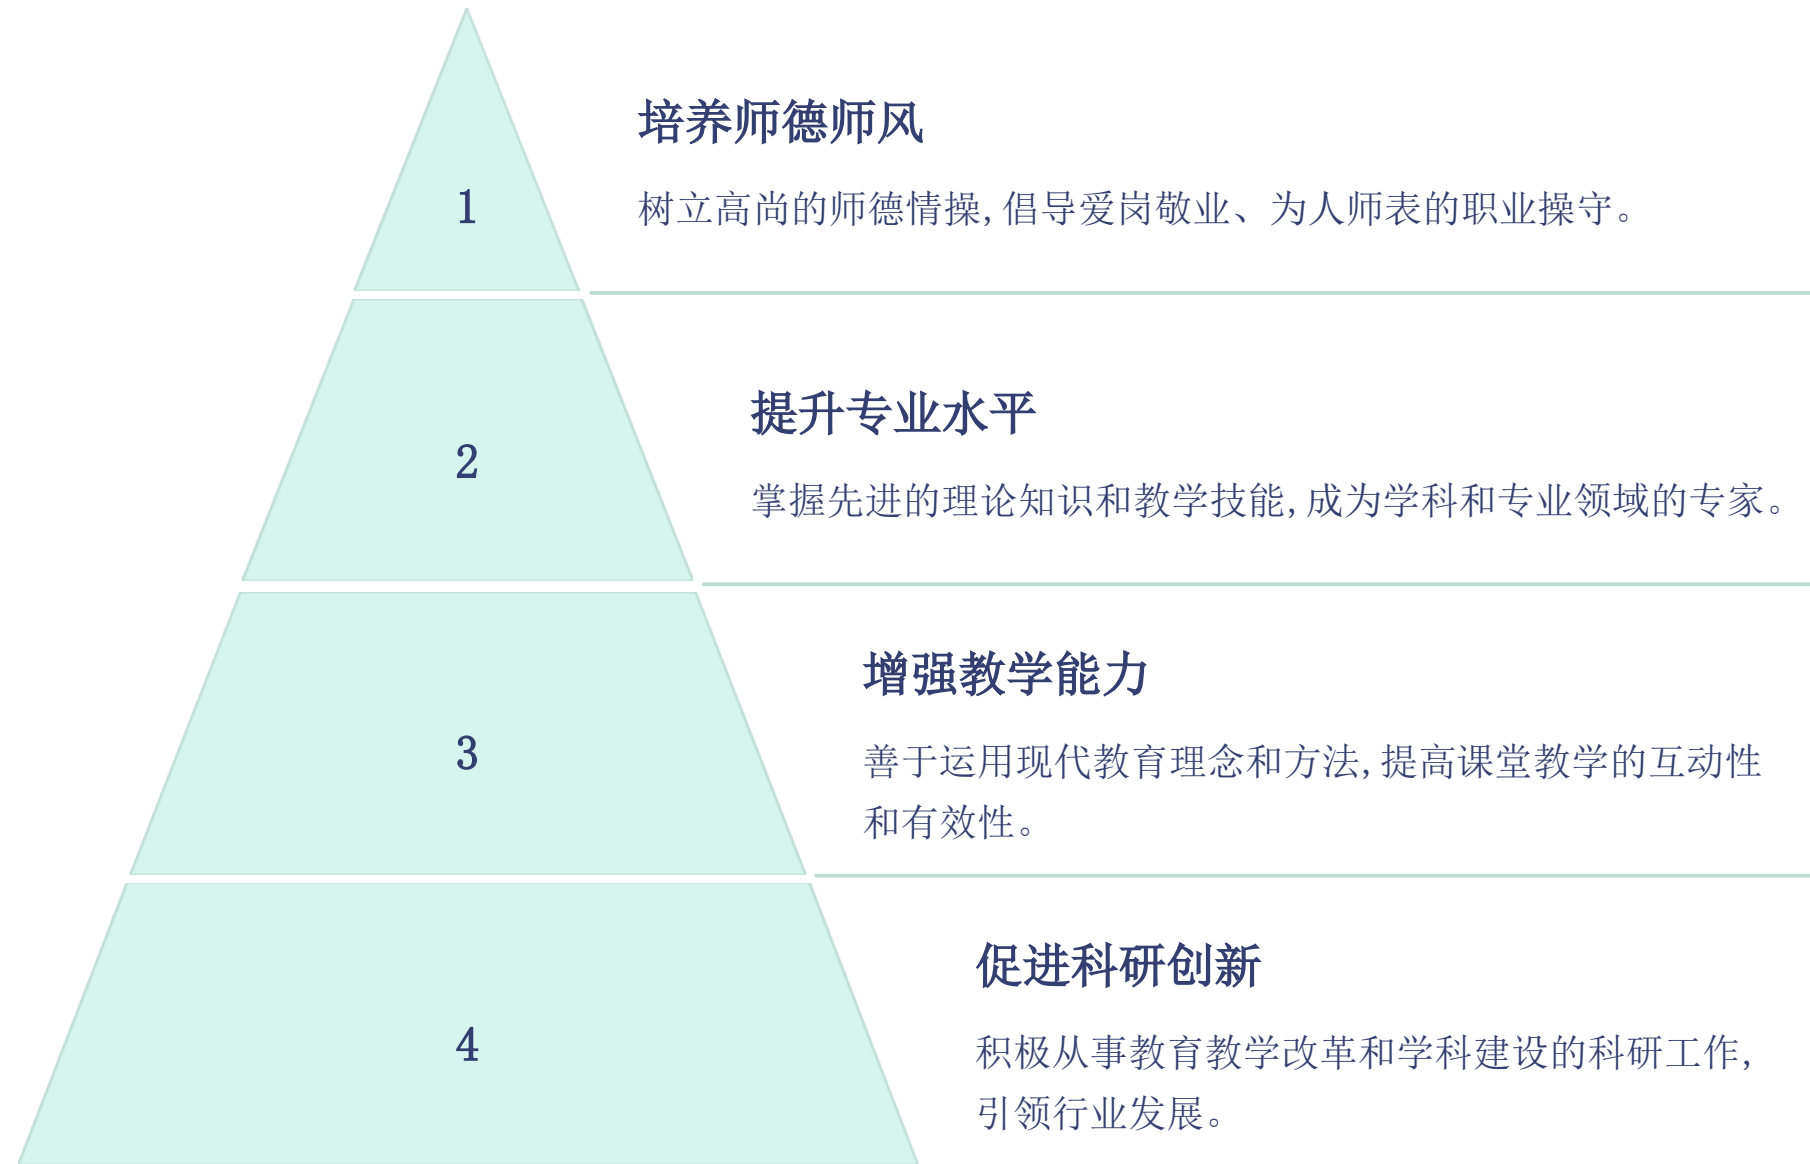 1
培养师德师风
树立高尚的师德情操,倡导爱岗敬业、为人师表的职业操守。
2
提升专业水平
掌握先进的理论知识和教学技能,成为学科和专业领域的专家。
3
增强教学能力
善于运用现代教育理念和方法,提高课堂教学的互动性
和有效性。
4
促进科研创新
积极从事教育教学改革和学科建设的科研工作,
引领行业发展。